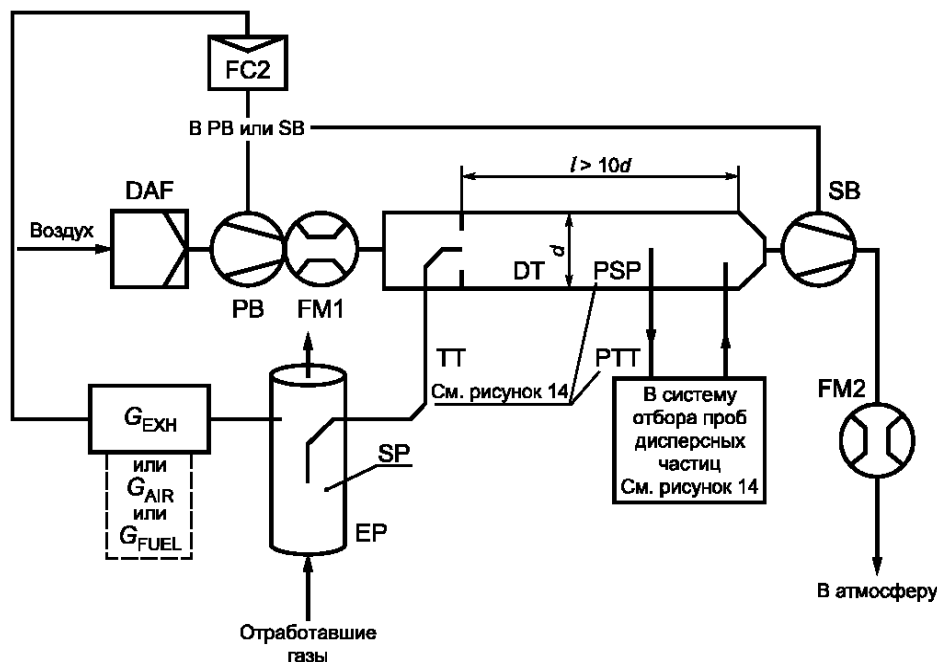 FC2
В PB или SB
l > 10d
DAF
SB
Воздух
d
DT
PSP
PB
FM1
TT
PTT
См. рисунок 14
FM2
G_EXH
или
G_AIR
или
G_FUEL
В систему
отбора проб
дисперсных
частиц
См. рисунок 14
SP
EP
В атмосферу
Отработавшие
газы